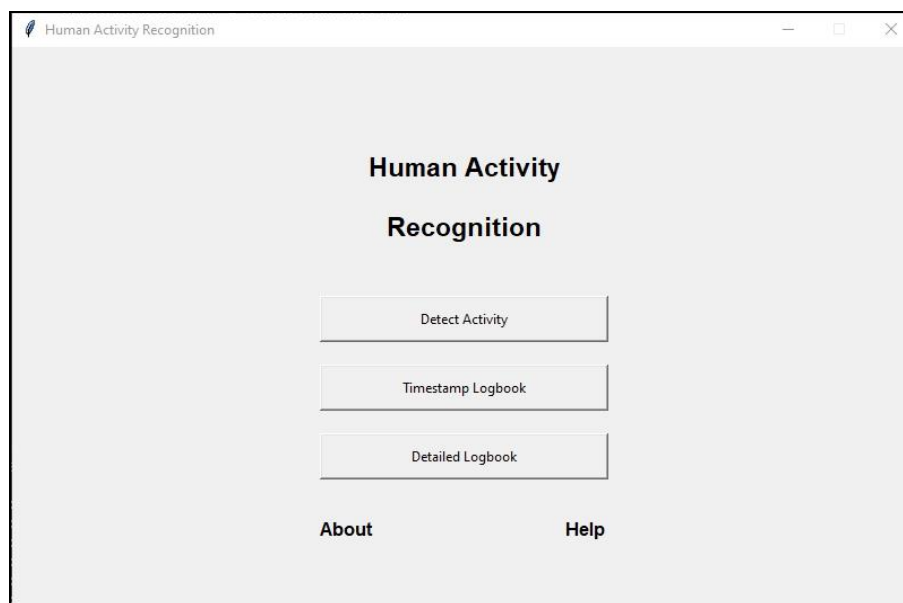 Human Activity Recognition
Human Activity
Recognition
Detect Activity
Timestamp Logbook
Detailed Logbook
About Help